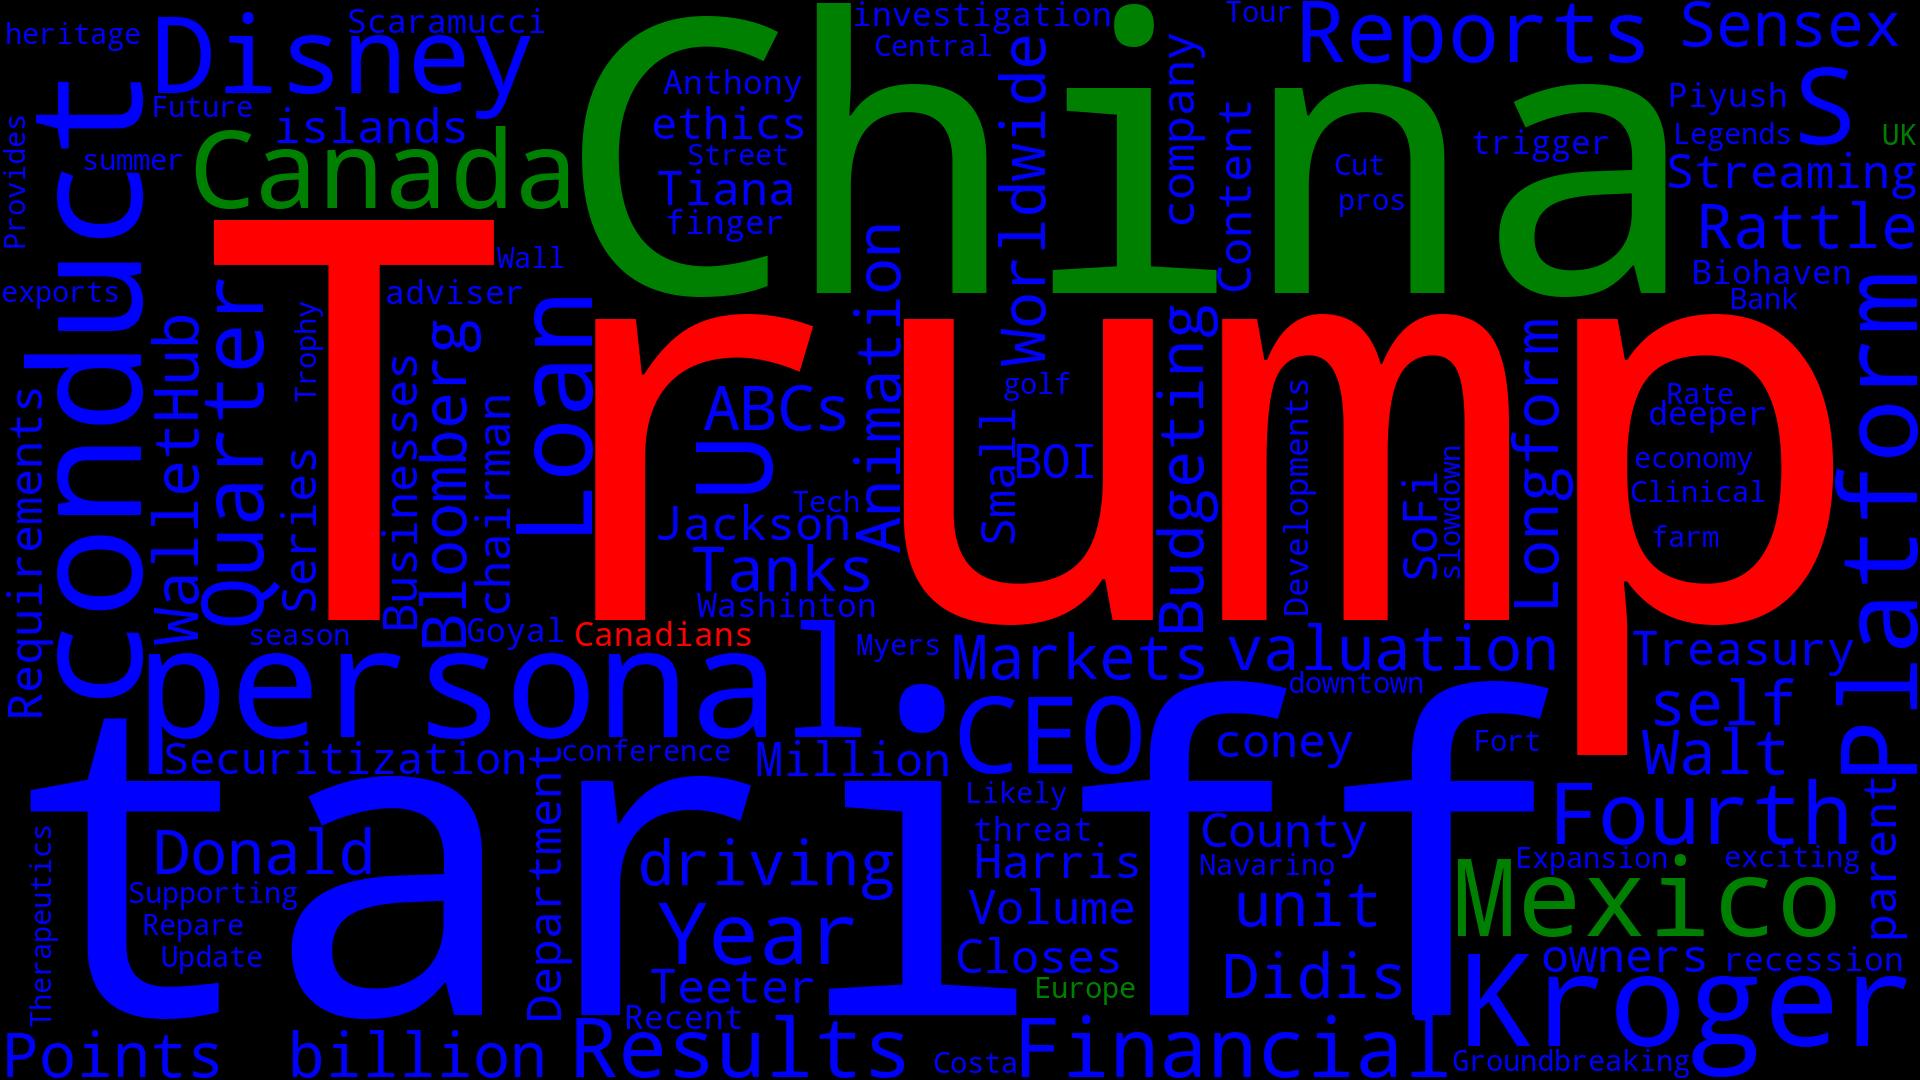 heritage
Disney
Scaramucci
China
investigation
Central
Tour
Reports
Sensex
conduct
Future
islands
Canada
summer
Provides
exports
Anthony
ethics
Street
Tiana
finger
Worldwide
company
Content
Cut
pros
trigger
Piyush
S
Legends
UK
Streaming
Rattle
Biohaven
Bank
Trump
Wall
adviser
Quarter
WalletHub
Requirements
Trophy
Series
Businesses
Bloomberg
chairman
Loan
ABCs
u
Tech
Jackson
Tanks
Washinton
Animation
golf
Small
BOI
Budgeting
Developments
SoFi
slowdown
Longform
Rate
deeper
economy
Clinical
farm
Platform
season
Goyal
Canadians
Myers
personal
Markets
valuation
downtown
Treasury
self
Walt
tariff
Securitization
conference
Million
CEO
coney
Fort
Department
Donald
Supporting
Repare
Update
Therapeutics
driving
Year
Teeter
Recent
Likely
threat
Harris
Volume
Closes
Europe
County
Navarino
unit
Didis
Fourth
Expansion
exciting
Mexico
parent
owners
recession
Kroger
Points
billion
Results
Costa
Financial
Groundbreaking